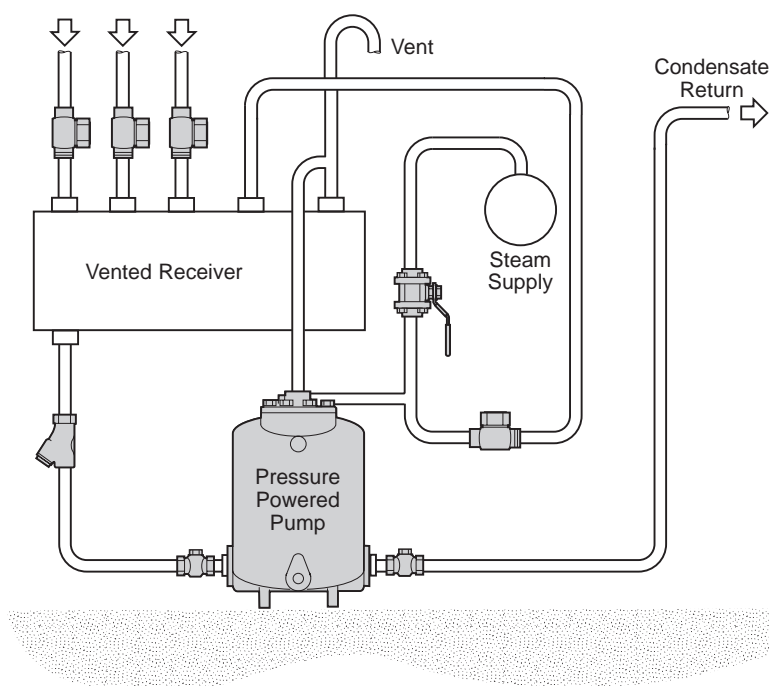 Vent
Condensate
Return
Vented Receiver
Steam
Supply
Pressure
Powered
Pump